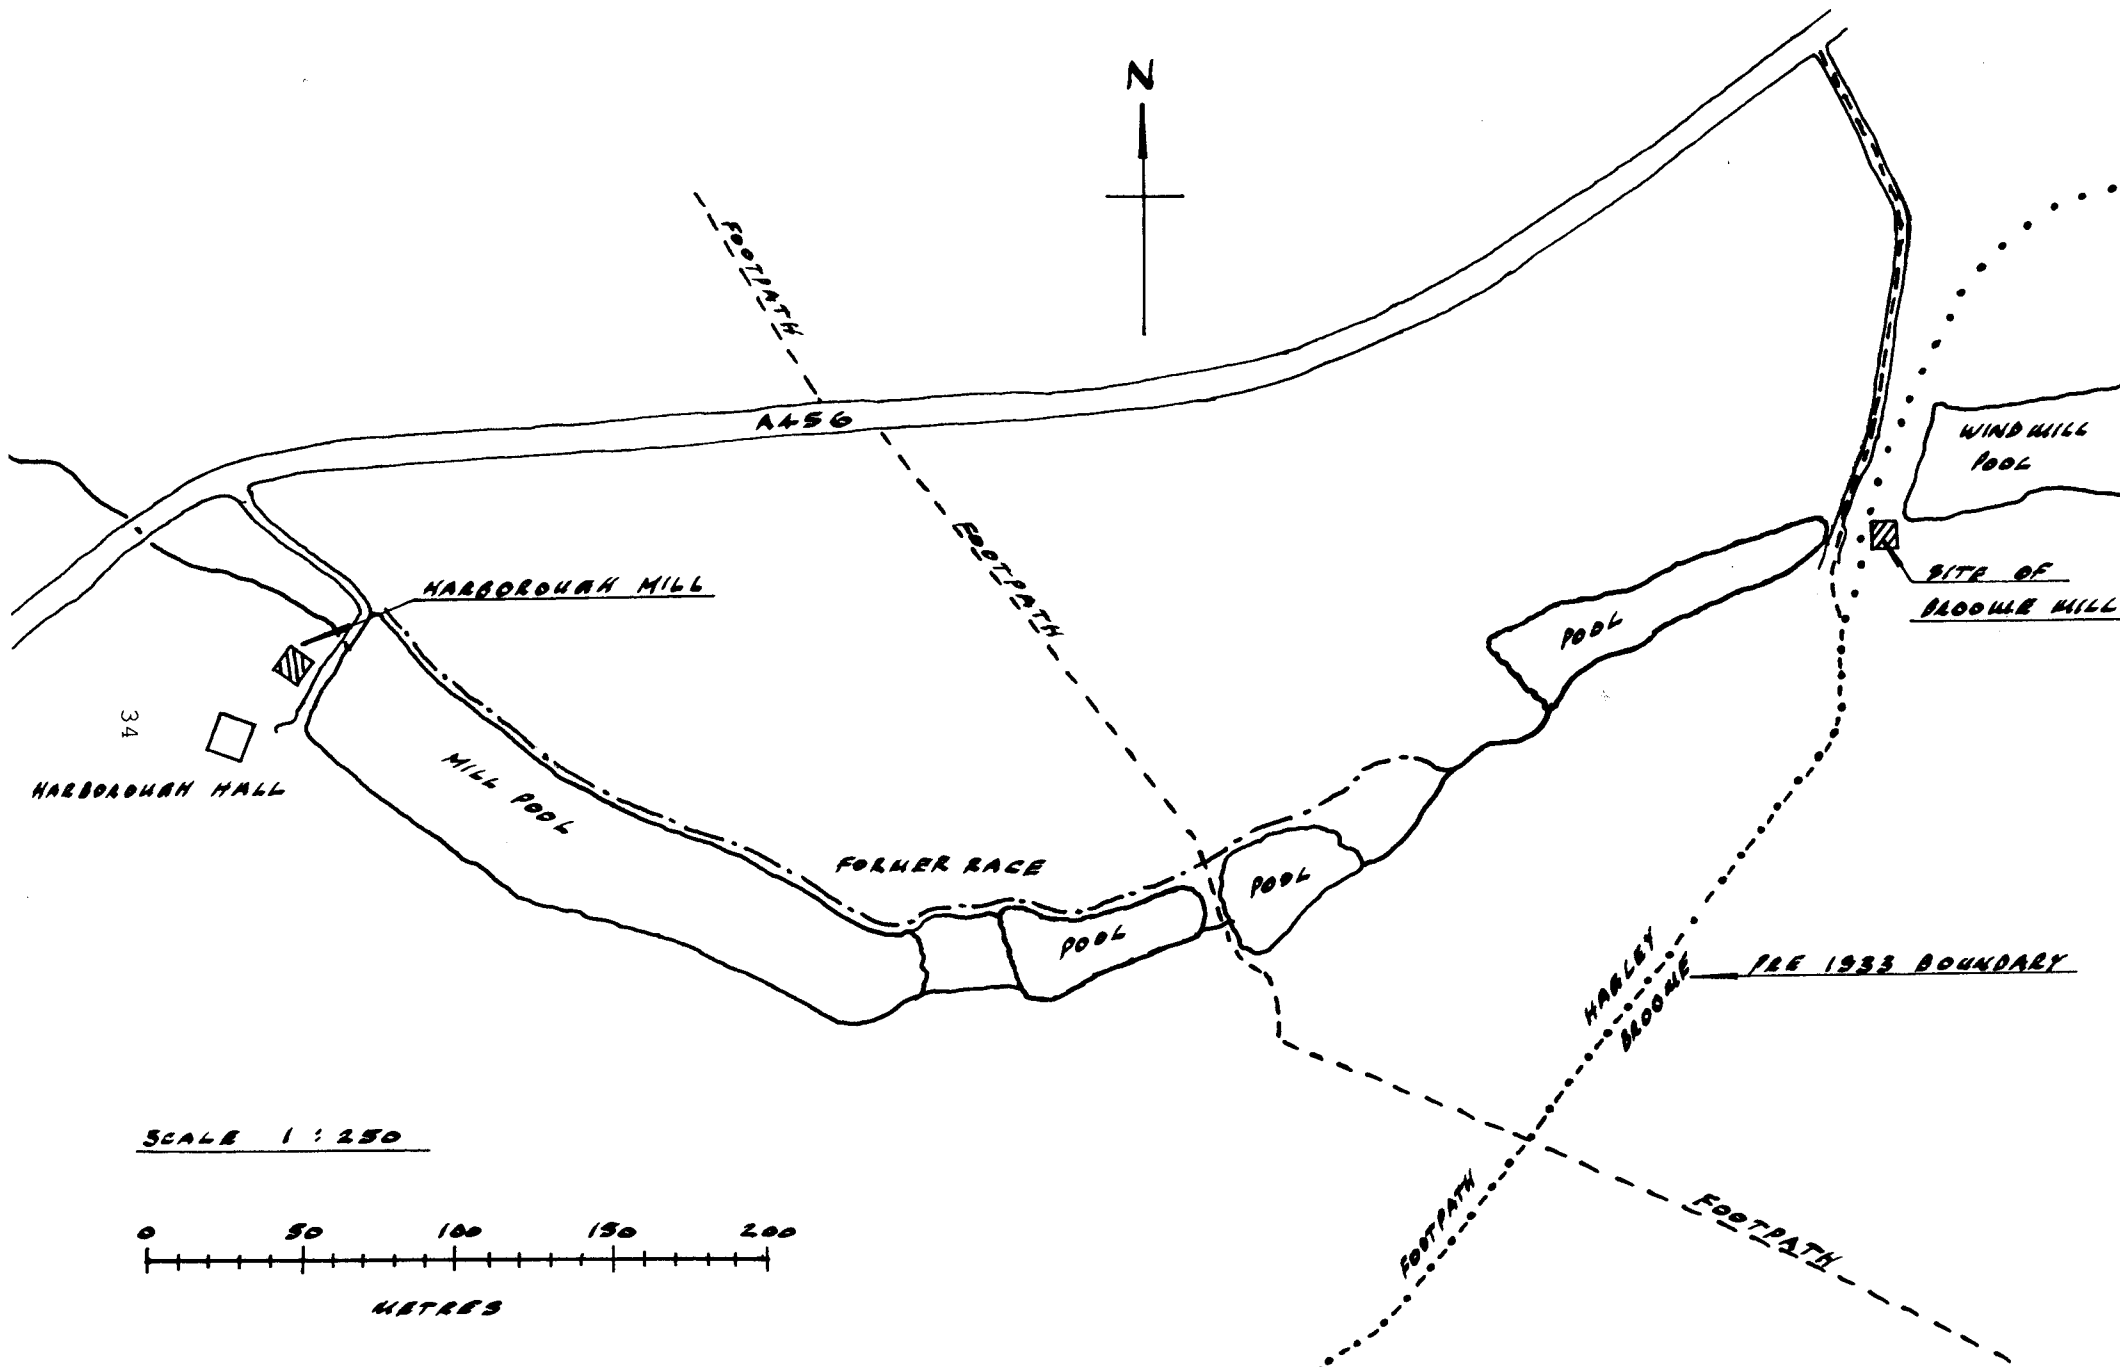 N
FOOTPATH
A456
WINDMILL
POOL
FOOTPATH
HARBOROUGH MILL
SITE OF
BROOME MILL
POOL
34
HARBOROUGH HALL
MILL POOL
FORMER RACE
POOL
POOL
HAGLEY
BROOME
PRE 1933 BOUNDARY
SCALE 1 : 250
FOOTPATH
FOOTPATH
0 50 100 150 200
METRES